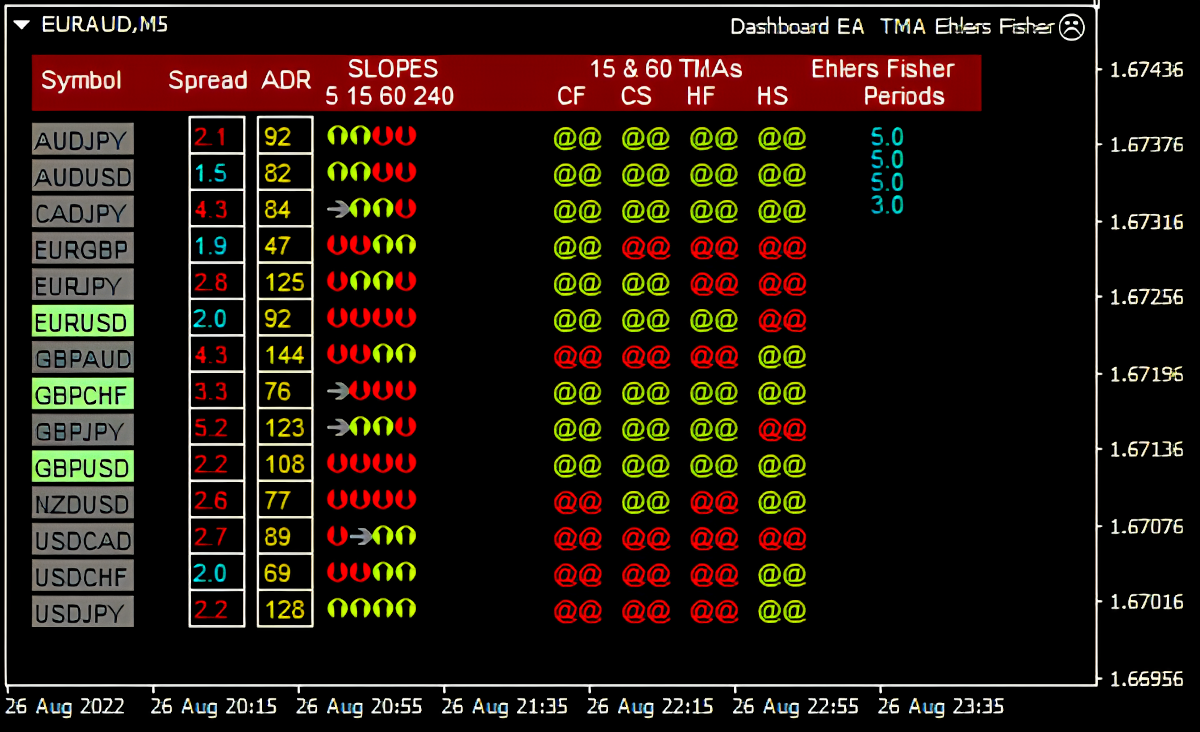 EURAUD,M5
Dashboard EA TMA Ehlers Fisher
SLOPES 15 & 60 TMAs Ehlers Fisher
Symbol Spread ADR
5 15 60 240 CF CS HF HS Periods
AUDJPY 2.1 92 @@ @@ @@ @@ 5.0
AUDUSD 1.5 82 @@ @@ @@ @@ 5.0
5.0
CADJPY 4.3 84 @@ @@ @@ @@ 3.0
EURGBP 1.9 47 @@ @@ @@ @@
EURJPY 2.8 125 @@ @@ @@ @@
EURUSD 2.0 92 @@ @@ @@ @@
GBPAUD 4.3 144 @@ @@ @@ @@
GBPCHF 3.3 76 @@ @@ @@ @@
GBPJPY 5.2 123 @@ @@ @@ @@
GBPUSD 2.2 108 @@ @@ @@ @@
NZDUSD 2.6 77 @@ @@ @@ @@
USDCAD 2.7 89 @@ @@ @@ @@
USDCHF 2.0 69 @@ @@ @@ @@
USDJPY 2.2 128 @@ @@ @@ @@
1.67436
1.67376
1.67316
1.67256
1.67196
1.67136
1.67076
1.67016
1.66956
26 Aug 2022 26 Aug 20:15 26 Aug 20:55 26 Aug 21:35 26 Aug 22:15 26 Aug 22:55 26 Aug 23:35